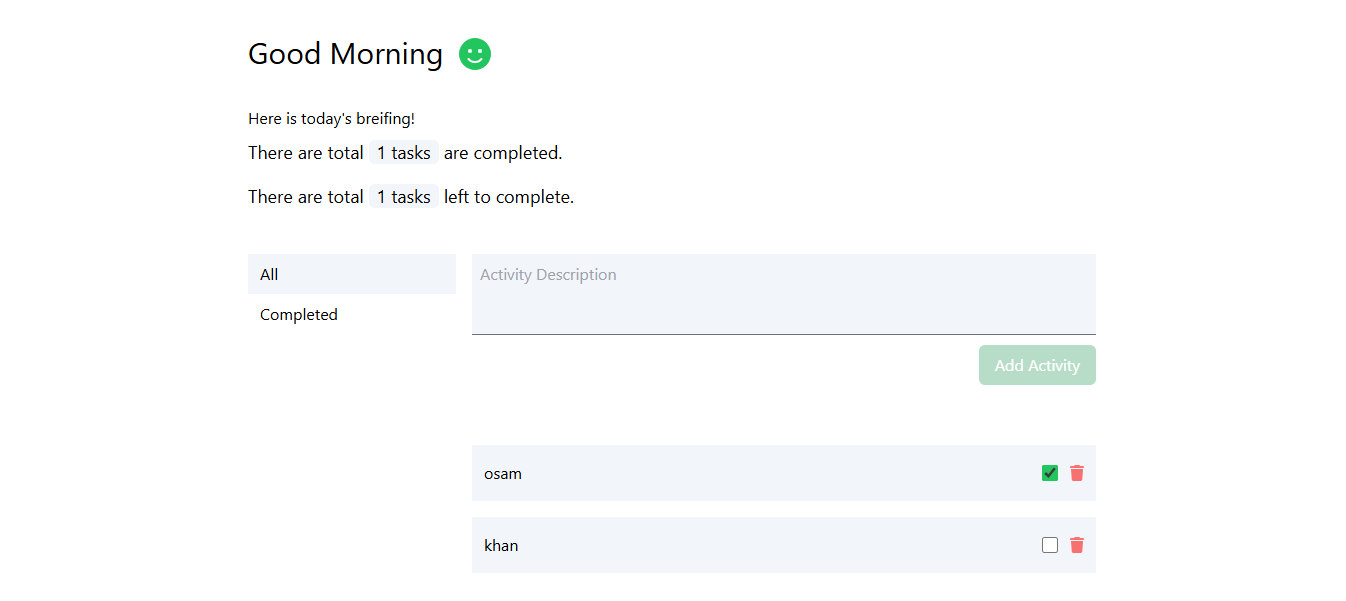 Good Morning
Here is today's breifing!
There are total 1 tasks are completed.
There are total 1 tasks left to complete.
All
Completed
Activity Description
Add Activity
osam
khan